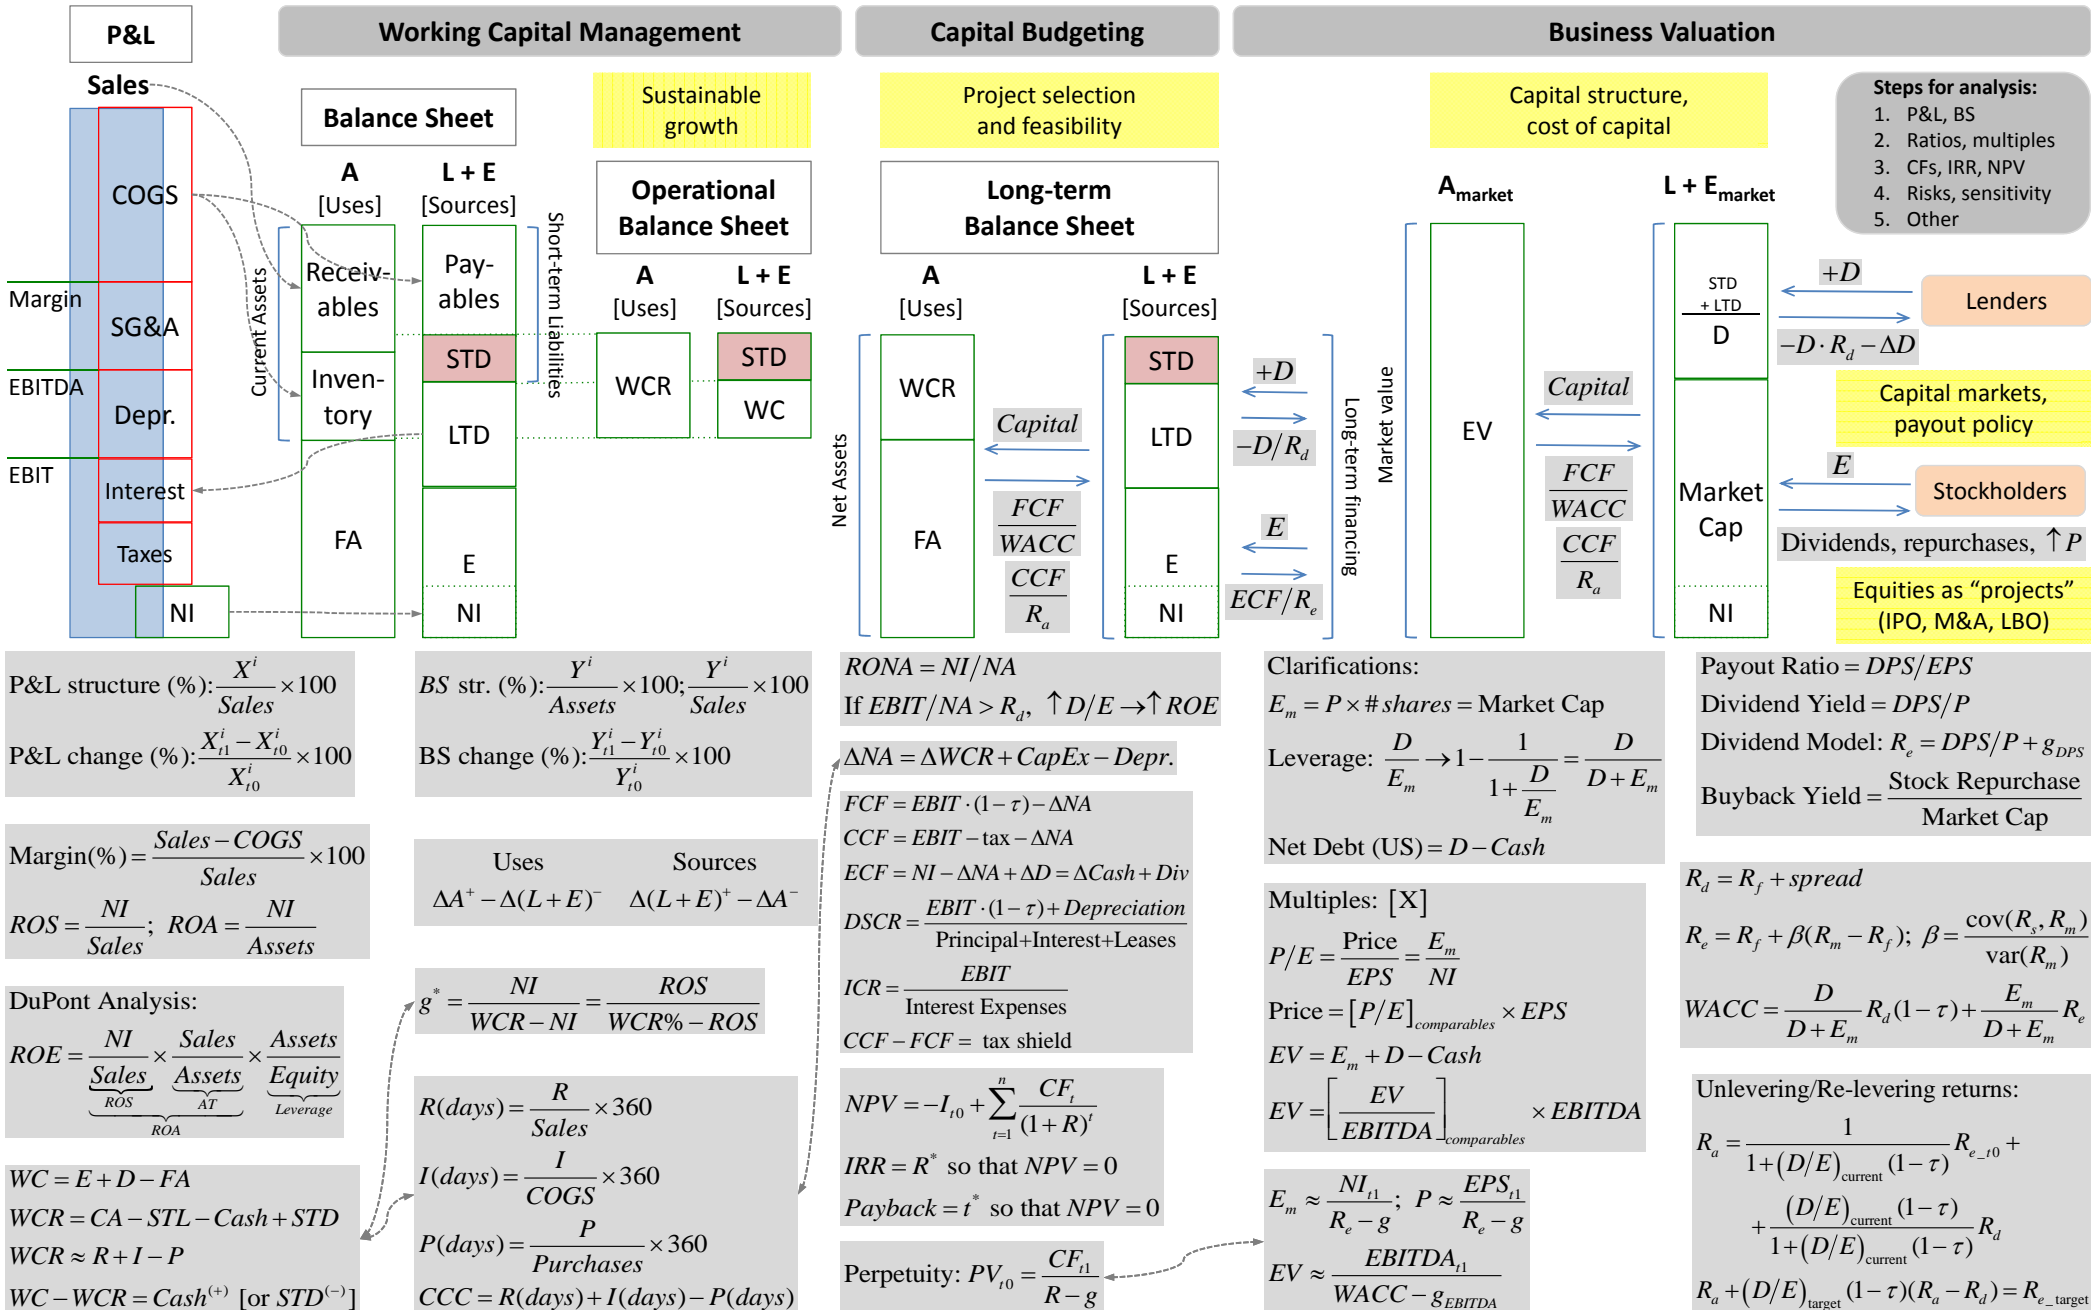 P&L
Working Capital Management
Capital Budgeting
Business Valuation
Sales
COGS
Margin
SG&A
EBITDA
Depr.
EBIT
Interest
Taxes
NI
Balance Sheet
A
[Uses]
L + E
[Sources]
Current Assets
Receiv-
ables
Inven-
tory
FA
Pay-
ables
STD
LTD
E
NI
Short-term Liabilities
Sustainable
growth
Operational
Balance Sheet
A
[Uses]
L + E
[Sources]
WCR
STD
WC
Project selection
and feasibility
Long-term
Balance Sheet
A
[Uses]
L + E
[Sources]
Net Assets
WCR
FA
Capital
FCF/WACC
CCF/R_a
STD
LTD
E
NI
+D
−D/R_d
E
ECF/R_e
Long-term financing
Capital structure,
cost of capital
A_market
L + E_market
Market value
EV
Capital
FCF/WACC
CCF/R_a
STD
+ LTD
D
Market
Cap
NI
Steps for analysis:
1. P&L, BS
2. Ratios, multiples
3. CFs, IRR, NPV
4. Risks, sensitivity
5. Other
+D
Lenders
−D·R_d − ΔD
Capital markets,
payout policy
E
Stockholders
Dividends, repurchases, ↑P
Equities as “projects”
(IPO, M&A, LBO)
P&L structure (%): X^i/Sales ×100
P&L change (%): (X^i_t1 − X^i_t0)/X^i_t0 ×100
Margin(%) = (Sales − COGS)/Sales ×100
ROS = NI/Sales; ROA = NI/Assets
DuPont Analysis:
ROE = NI/Sales × Sales/Assets × Assets/Equity
ROS AT Leverage
ROA
WC = E + D − FA
WCR = CA − STL − Cash + STD
WCR ≈ R + I − P
WC − WCR = Cash^(+) [or STD^(−)]
BS str. (%): Y^i/Assets ×100; Y^i/Sales ×100
BS change (%): (Y^i_t1 − Y^i_t0)/Y^i_t0 ×100
Uses Sources
ΔA^+ − Δ(L + E)^− Δ(L + E)^+ − ΔA^−
g^* = NI/(WCR − NI) = ROS/(WCR% − ROS)
R(days) = R/Sales ×360
I(days) = I/COGS ×360
P(days) = P/Purchases ×360
CCC = R(days) + I(days) − P(days)
RONA = NI/NA
If EBIT/NA > R_d, ↑D/E →↑ROE
ΔNA = ΔWCR + CapEx − Depr.
FCF = EBIT·(1−τ) − ΔNA
CCF = EBIT − tax − ΔNA
ECF = NI − ΔNA + ΔD = ΔCash + Div
DSCR = (EBIT·(1−τ) + Depreciation)/(Principal+Interest+Leases)
ICR = EBIT/Interest Expenses
CCF − FCF = tax shield
NPV = −I_t0 + ∑_{t=1}^{n} CF_t/(1+R)^t
IRR = R^* so that NPV = 0
Payback = t^* so that NPV = 0
Perpetuity: PV_t0 = CF_t1/(R − g)
Clarifications:
E_m = P × # shares = Market Cap
Leverage: D/E_m → 1 − 1/(1 + D/E_m) = D/(D + E_m)
Net Debt (US) = D − Cash
Multiples: [X]
P/E = Price/EPS = E_m/NI
Price = [P/E]_comparables × EPS
EV = E_m + D − Cash
EV = [EV/EBITDA]_comparables × EBITDA
E_m ≈ NI_t1/(R_e − g); P ≈ EPS_t1/(R_e − g)
EV ≈ EBITDA_t1/(WACC − g_EBITDA)
Payout Ratio = DPS/EPS
Dividend Yield = DPS/P
Dividend Model: R_e = DPS/P + g_DPS
Buyback Yield = Stock Repurchase/Market Cap
R_d = R_f + spread
R_e = R_f + β(R_m − R_f); β = cov(R_s, R_m)/var(R_m)
WACC = D/(D + E_m) R_d(1−τ) + E_m/(D + E_m) R_e
Unlevering/Re-levering returns:
R_a = 1/(1+(D/E)_current (1−τ)) R_e_t0 +
+ (D/E)_current (1−τ)/(1+(D/E)_current (1−τ)) R_d
R_a + (D/E)_target (1−τ)(R_a − R_d) = R_e_target